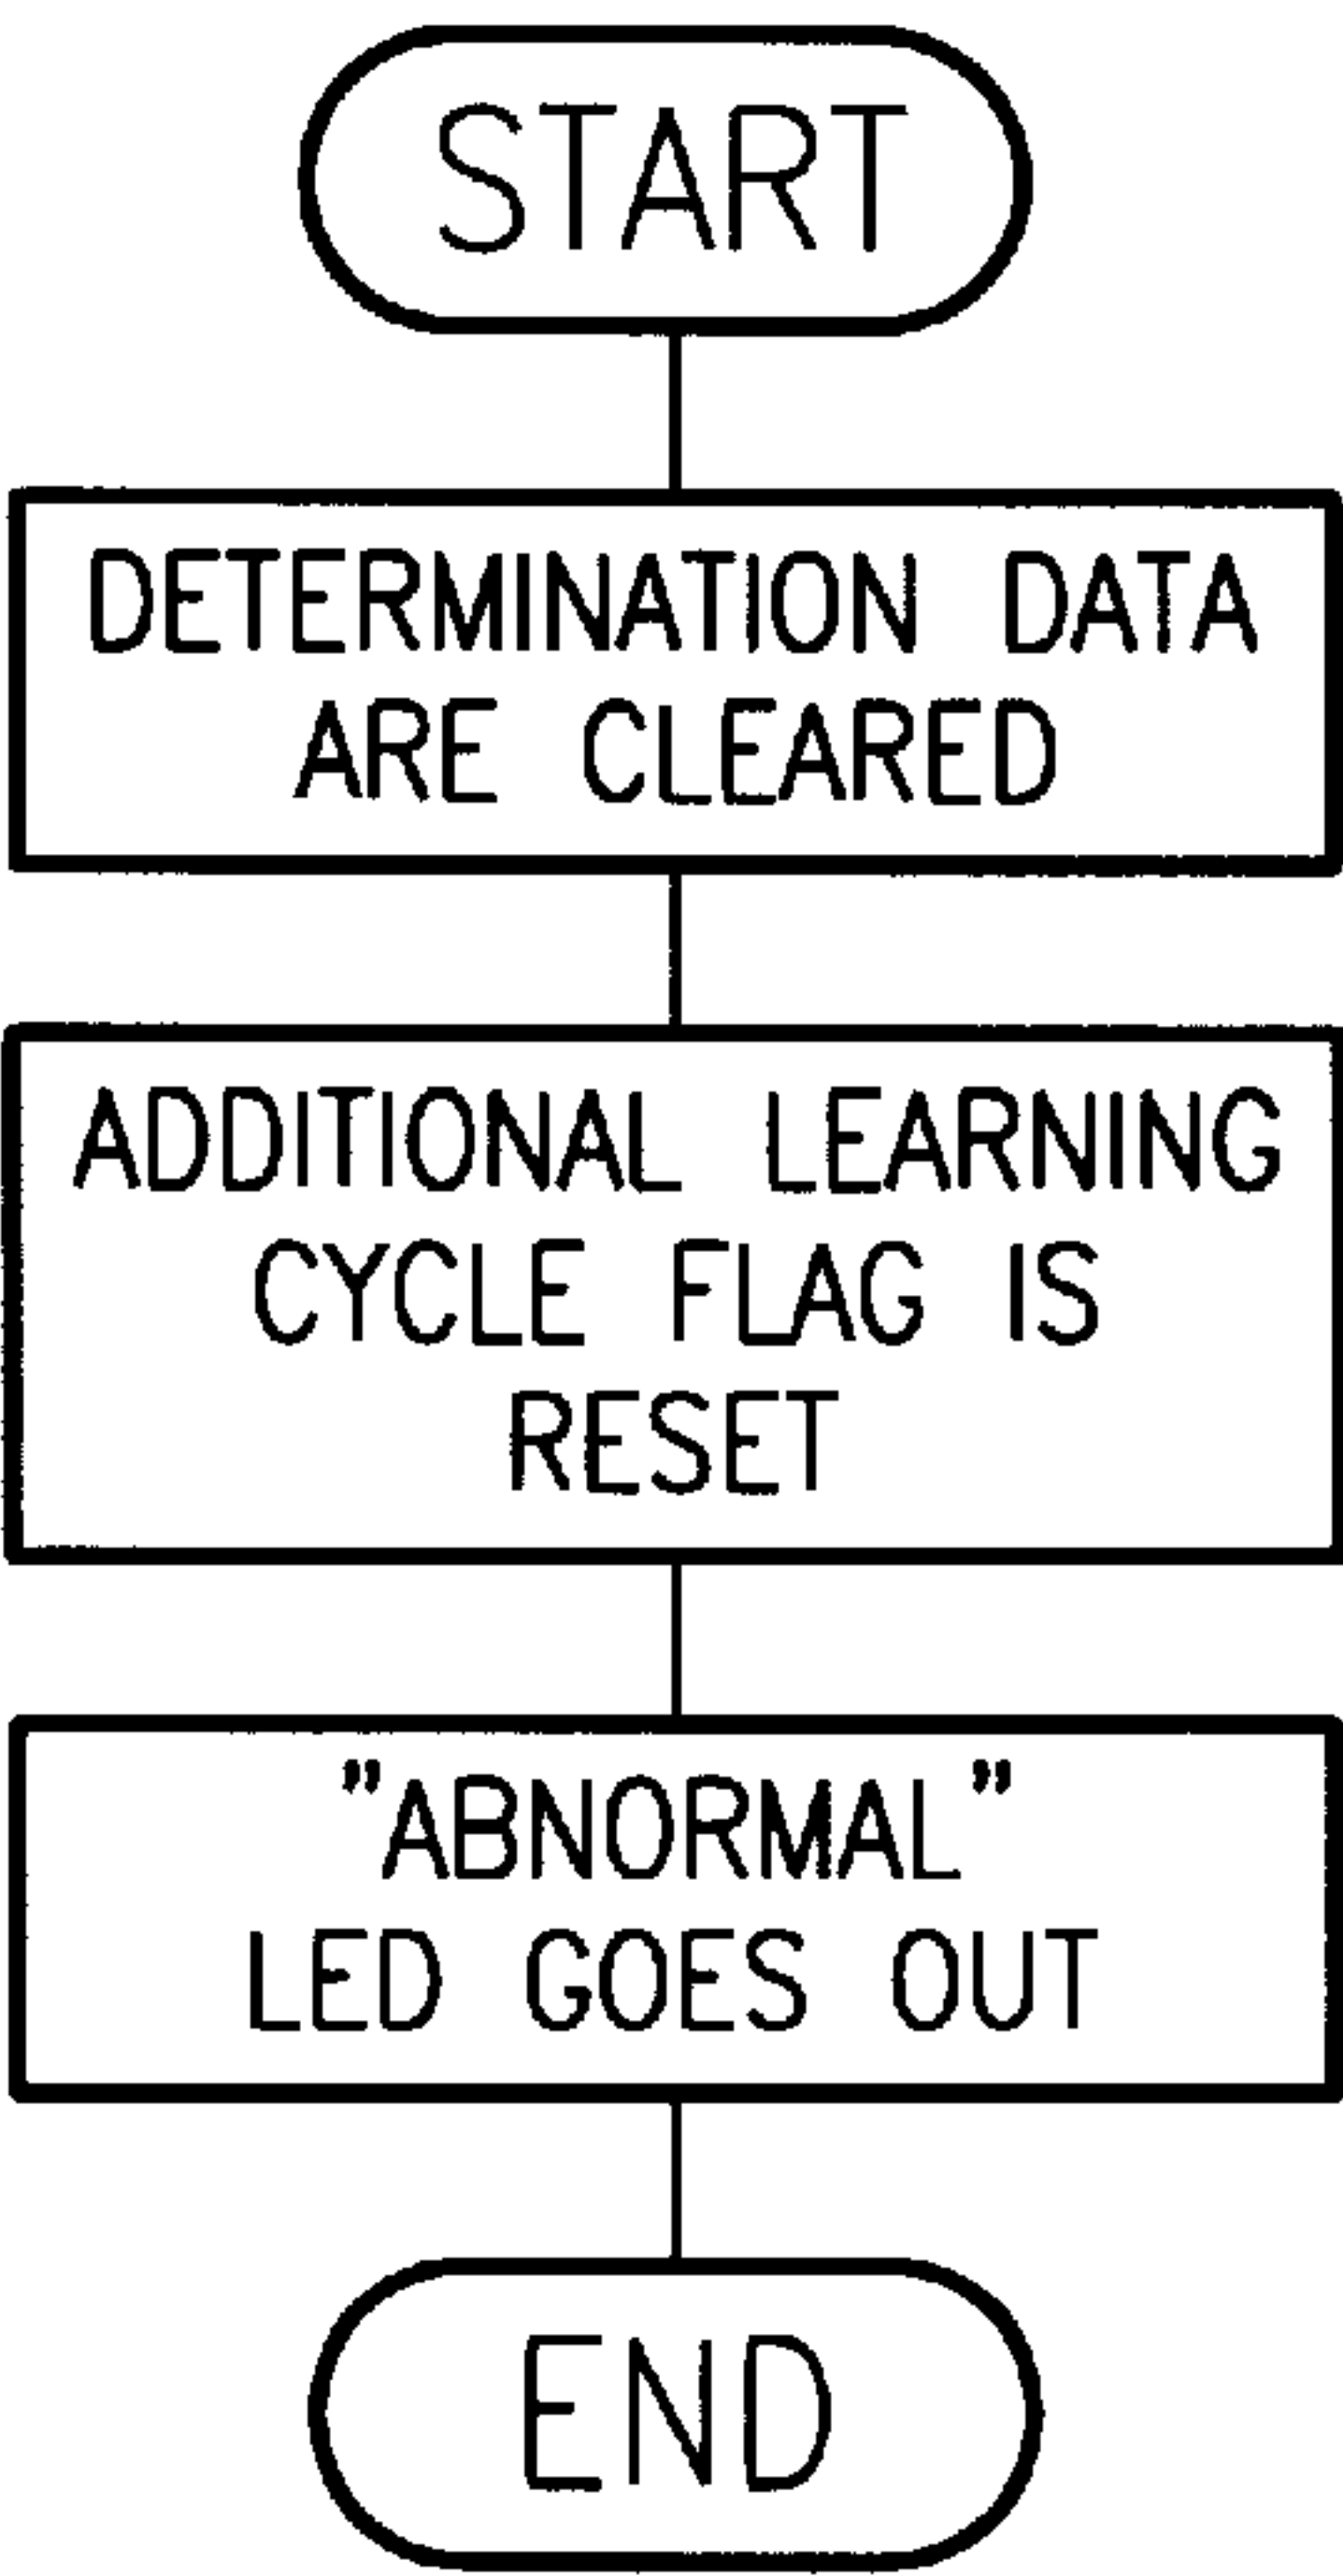 START
DETERMINATION DATA
ARE CLEARED
ADDITIONAL LEARNING
CYCLE FLAG IS
RESET
"ABNORMAL"
LED GOES OUT
END